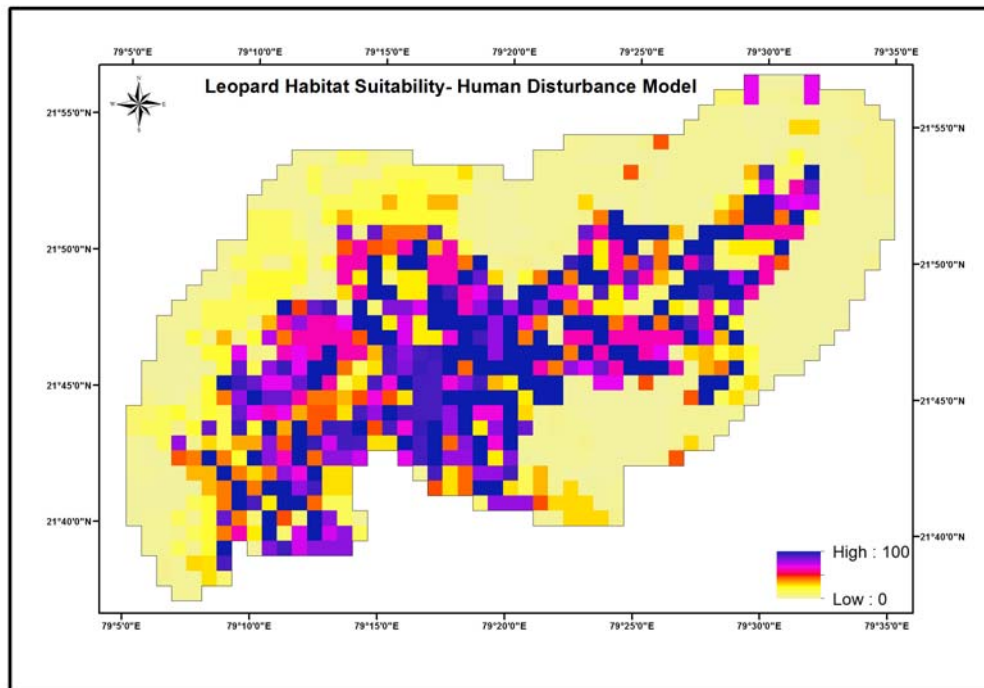 79°5'0"E 79°10'0"E 79°15'0"E 79°20'0"E 79°25'0"E 79°30'0"E 79°35'0"E
Leopard Habitat Suitability- Human Disturbance Model
N
W E
S
21°55'0"N 21°55'0"N
21°50'0"N 21°50'0"N
21°45'0"N 21°45'0"N
21°40'0"N 21°40'0"N
High : 100
Low : 0
79°5'0"E 79°10'0"E 79°15'0"E 79°20'0"E 79°25'0"E 79°30'0"E 79°35'0"E